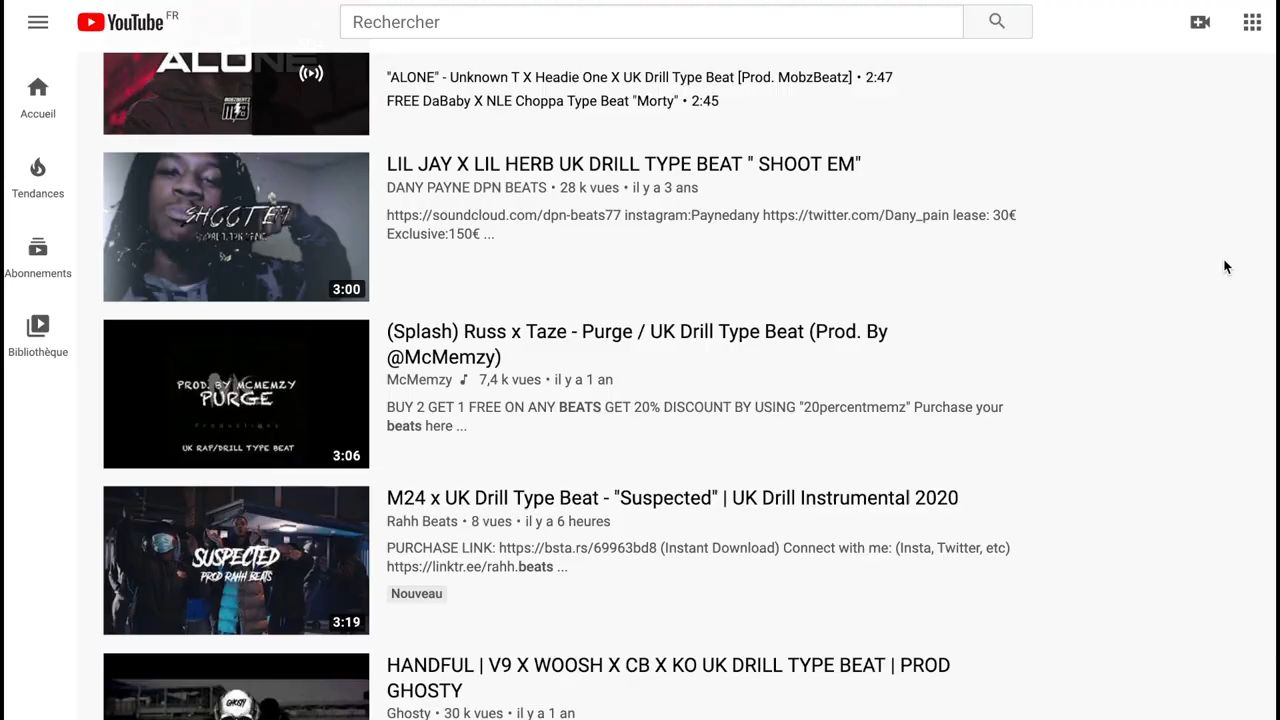 YouTube FR
Rechercher
Accueil
Tendances
Abonnements
Bibliothèque
ALONE
MOBZBEATZ
"ALONE" - Unknown T X Headie One X UK Drill Type Beat [Prod. MobzBeatz] • 2:47
FREE DaBaby X NLE Choppa Type Beat "Morty" • 2:45
3:00
LIL JAY X LIL HERB UK DRILL TYPE BEAT " SHOOT EM"
DANY PAYNE DPN BEATS • 28 k vues • il y a 3 ans
https://soundcloud.com/dpn-beats77 instagram:Paynedany https://twitter.com/Dany_pain lease: 30€
Exclusive:150€ ...
PROD. BY MCMEMZY
PURGE
Productions
UK RAP/DRILL TYPE BEAT
3:06
(Splash) Russ x Taze - Purge / UK Drill Type Beat (Prod. By
@McMemzy)
McMemzy 7,4 k vues • il y a 1 an
BUY 2 GET 1 FREE ON ANY BEATS GET 20% DISCOUNT BY USING "20percentmemz" Purchase your
beats here ...
SUSPECTED
PROD RAHH BEATS
3:19
M24 x UK Drill Type Beat - "Suspected" | UK Drill Instrumental 2020
Rahh Beats • 8 vues • il y a 6 heures
PURCHASE LINK: https://bsta.rs/69963bd8 (Instant Download) Connect with me: (Insta, Twitter, etc)
https://linktr.ee/rahh.beats ...
Nouveau
GHOSTY
HANDFUL | V9 X WOOSH X CB X KO UK DRILL TYPE BEAT | PROD
GHOSTY
Ghosty • 30 k vues • il y a 1 an